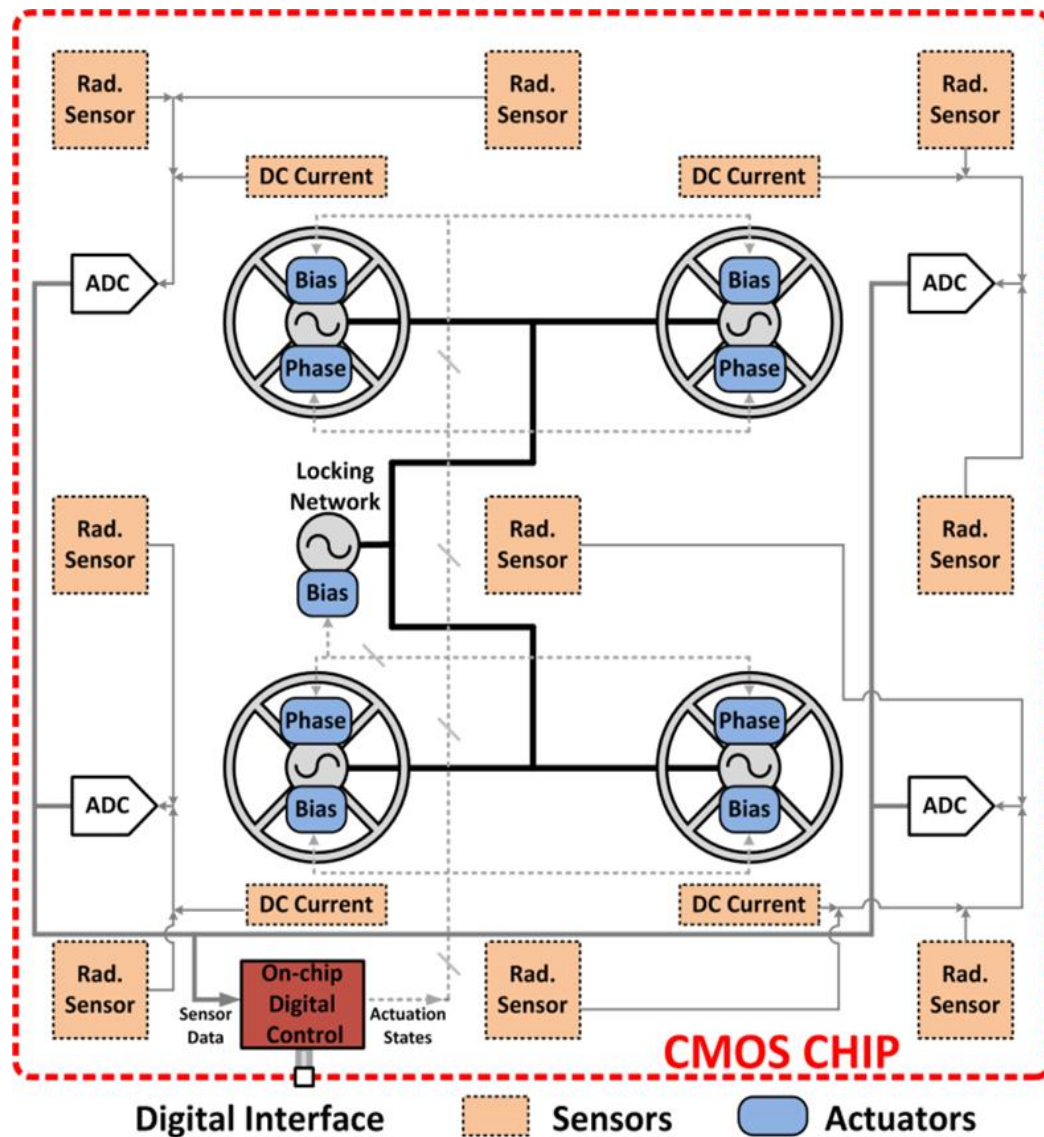 Rad.
Sensor
Rad.
Sensor
Rad.
Sensor
DC Current
DC Current
ADC
Bias
Bias
ADC
Phase
Phase
Locking
Network
Rad.
Sensor
Rad.
Sensor
Rad.
Sensor
Bias
Phase
Phase
ADC
Bias
Bias
ADC
DC Current
DC Current
Rad.
Sensor
On-chip
Digital
Control
Sensor
Data
Actuation
States
Rad.
Sensor
Rad.
Sensor
CMOS CHIP
Digital Interface
Sensors
Actuators